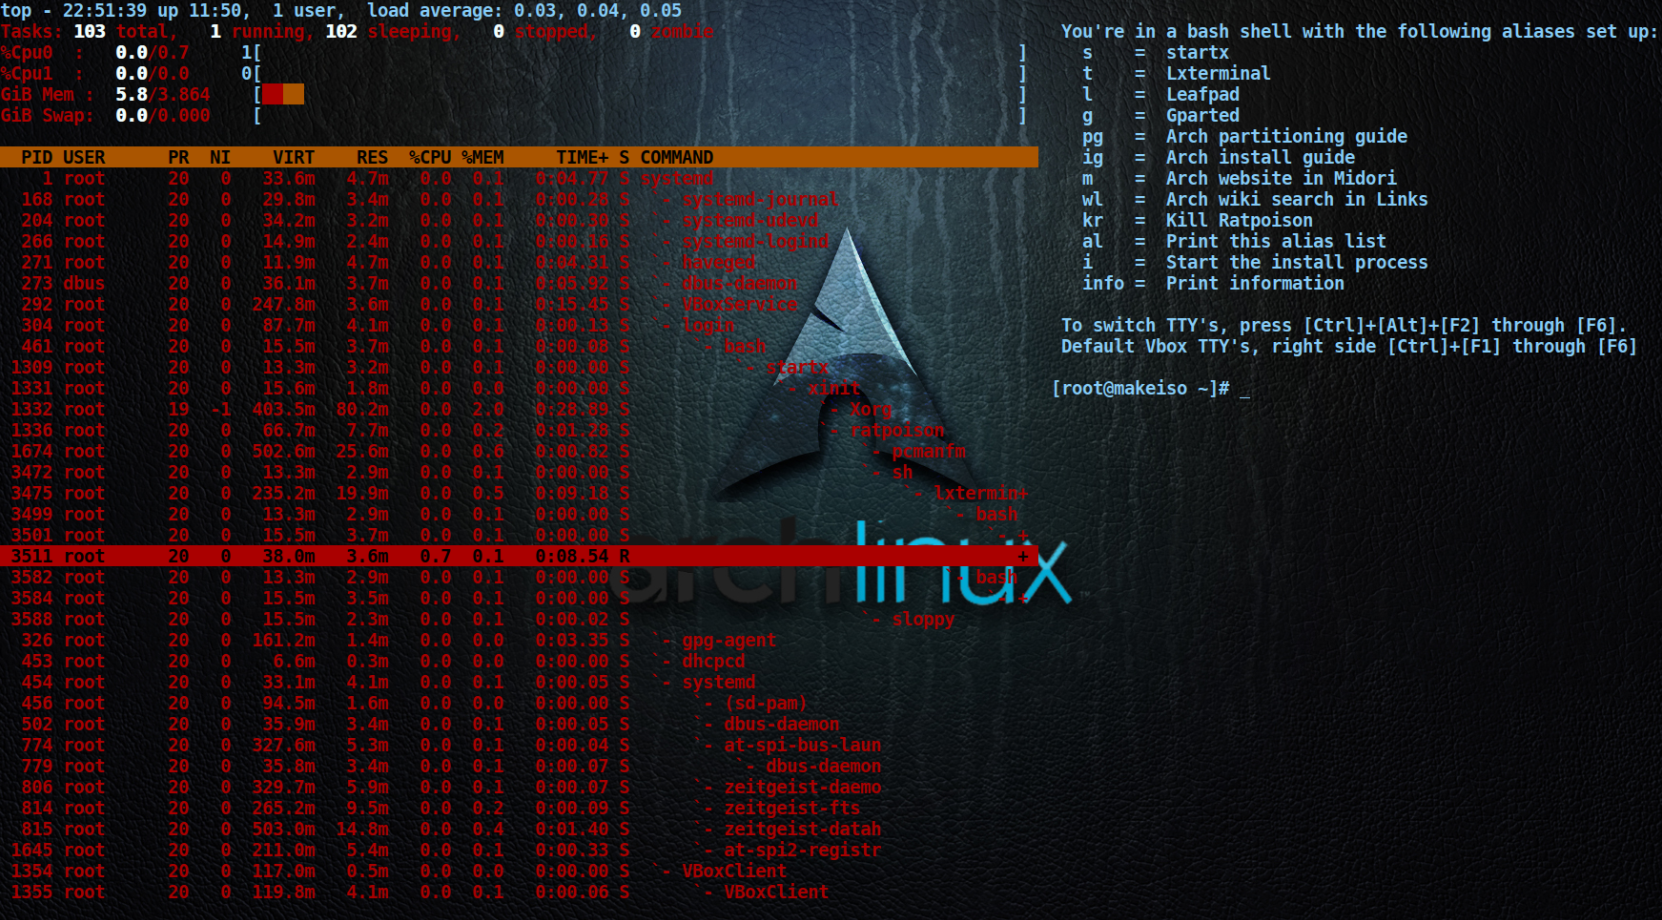 top - 22:51:39 up 11:50,  1 user,  load average: 0.03, 0.04, 0.05
Tasks: 103 total,   1 running, 102 sleeping,   0 stopped,   0 zombie
%Cpu0  :   0.0/0.7     1[                                                                         ]
%Cpu1  :   0.0/0.0     0[                                                                         ]
GiB Mem :  5.8/3.864    [                                                                         ]
GiB Swap:  0.0/0.000    [                                                                         ]
PID USER      PR  NI    VIRT    RES  %CPU %MEM     TIME+ S COMMAND
1 root      20   0   33.6m   4.7m   0.0  0.1   0:04.77 S systemd
168 root      20   0   29.8m   3.4m   0.0  0.1   0:00.28 S  `- systemd-journal
204 root      20   0   34.2m   3.2m   0.0  0.1   0:00.30 S  `- systemd-udevd
266 root      20   0   14.9m   2.4m   0.0  0.1   0:00.16 S  `- systemd-logind
271 root      20   0   11.9m   4.7m   0.0  0.1   0:04.31 S  `- haveged
273 dbus      20   0   36.1m   3.7m   0.0  0.1   0:05.92 S  `- dbus-daemon
292 root      20   0  247.8m   3.6m   0.0  0.1   0:15.45 S  `- VBoxService
304 root      20   0   87.7m   4.1m   0.0  0.1   0:00.13 S  `- login
461 root      20   0   15.5m   3.7m   0.0  0.1   0:00.08 S      `- bash
1309 root      20   0   13.3m   3.2m   0.0  0.1   0:00.00 S          `- startx
1331 root      20   0   15.6m   1.8m   0.0  0.0   0:00.00 S              `- xinit
1332 root      19  -1  403.5m  80.2m   0.0  2.0   0:28.89 S                  `- Xorg
1336 root      20   0   66.7m   7.7m   0.0  0.2   0:01.28 S                  `- ratpoison
1674 root      20   0  502.6m  25.6m   0.0  0.6   0:00.82 S                      `- pcmanfm
3472 root      20   0   13.3m   2.9m   0.0  0.1   0:00.00 S                      `- sh
3475 root      20   0  235.2m  19.9m   0.0  0.5   0:09.18 S                          `- lxtermin+
3499 root      20   0   13.3m   2.9m   0.0  0.1   0:00.00 S                              `- bash
3501 root      20   0   15.5m   3.7m   0.0  0.1   0:00.00 S                                  `- +
3511 root      20   0   38.0m   3.6m   0.7  0.1   0:08.54 R                                     +
3582 root      20   0   13.3m   2.9m   0.0  0.1   0:00.00 S                              `- bash
3584 root      20   0   15.5m   3.5m   0.0  0.1   0:00.00 S                                  `- +
3588 root      20   0   15.5m   2.3m   0.0  0.1   0:00.02 S                      `- sloppy
326 root      20   0  161.2m   1.4m   0.0  0.0   0:03.35 S  `- gpg-agent
453 root      20   0    6.6m   0.3m   0.0  0.0   0:00.00 S  `- dhcpcd
454 root      20   0   33.1m   4.1m   0.0  0.1   0:00.05 S  `- systemd
456 root      20   0   94.5m   1.6m   0.0  0.0   0:00.00 S      `- (sd-pam)
502 root      20   0   35.9m   3.4m   0.0  0.1   0:00.05 S      `- dbus-daemon
774 root      20   0  327.6m   5.3m   0.0  0.1   0:00.04 S      `- at-spi-bus-laun
779 root      20   0   35.8m   3.4m   0.0  0.1   0:00.07 S          `- dbus-daemon
806 root      20   0  329.7m   5.9m   0.0  0.1   0:00.07 S      `- zeitgeist-daemo
814 root      20   0  265.2m   9.5m   0.0  0.2   0:00.09 S      `- zeitgeist-fts
815 root      20   0  503.0m  14.8m   0.0  0.4   0:01.40 S      `- zeitgeist-datah
1645 root      20   0  211.0m   5.4m   0.0  0.1   0:00.33 S      `- at-spi2-registr
1354 root      20   0  117.0m   0.5m   0.0  0.0   0:00.00 S  `- VBoxClient
1355 root      20   0  119.8m   4.1m   0.0  0.1   0:00.06 S      `- VBoxClient
You're in a bash shell with the following aliases set up:
s    =  startx
t    =  Lxterminal
l    =  Leafpad
g    =  Gparted
pg   =  Arch partitioning guide
ig   =  Arch install guide
m    =  Arch website in Midori
wl   =  Arch wiki search in Links
kr   =  Kill Ratpoison
al   =  Print this alias list
i    =  Start the install process
info =  Print information
To switch TTY's, press [Ctrl]+[Alt]+[F2] through [F6].
Default Vbox TTY's, right side [Ctrl]+[F1] through [F6]
[root@makeiso ~]# _
archlinux™